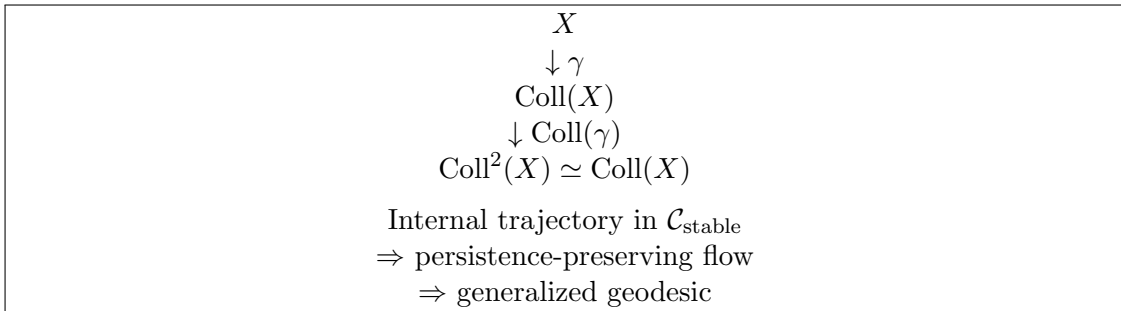 X
↓ γ
Coll(X)
↓ Coll(γ)
Coll²(X) ≃ Coll(X)
Internal trajectory in 𝒞_stable
⇒ persistence-preserving flow
⇒ generalized geodesic